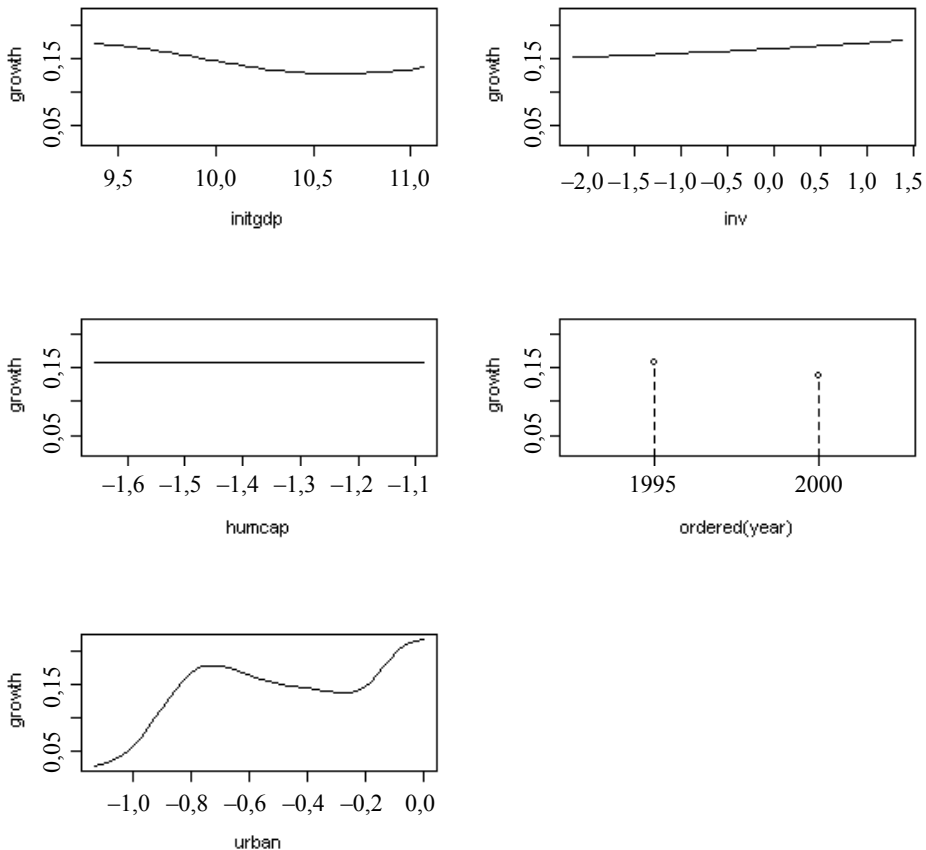 growth
0,05 0,15
9,5 10,0 10,5 11,0
initgdp
growth
0,05 0,15
–2,0 –1,5 –1,0 –0,5 0,0 0,5 1,0 1,5
inv
growth
0,05 0,15
–1,6 –1,5 –1,4 –1,3 –1,2 –1,1
humcap
growth
0,05 0,15
1995 2000
ordered(year)
growth
0,05 0,15
–1,0 –0,8 –0,6 –0,4 –0,2 0,0
urban